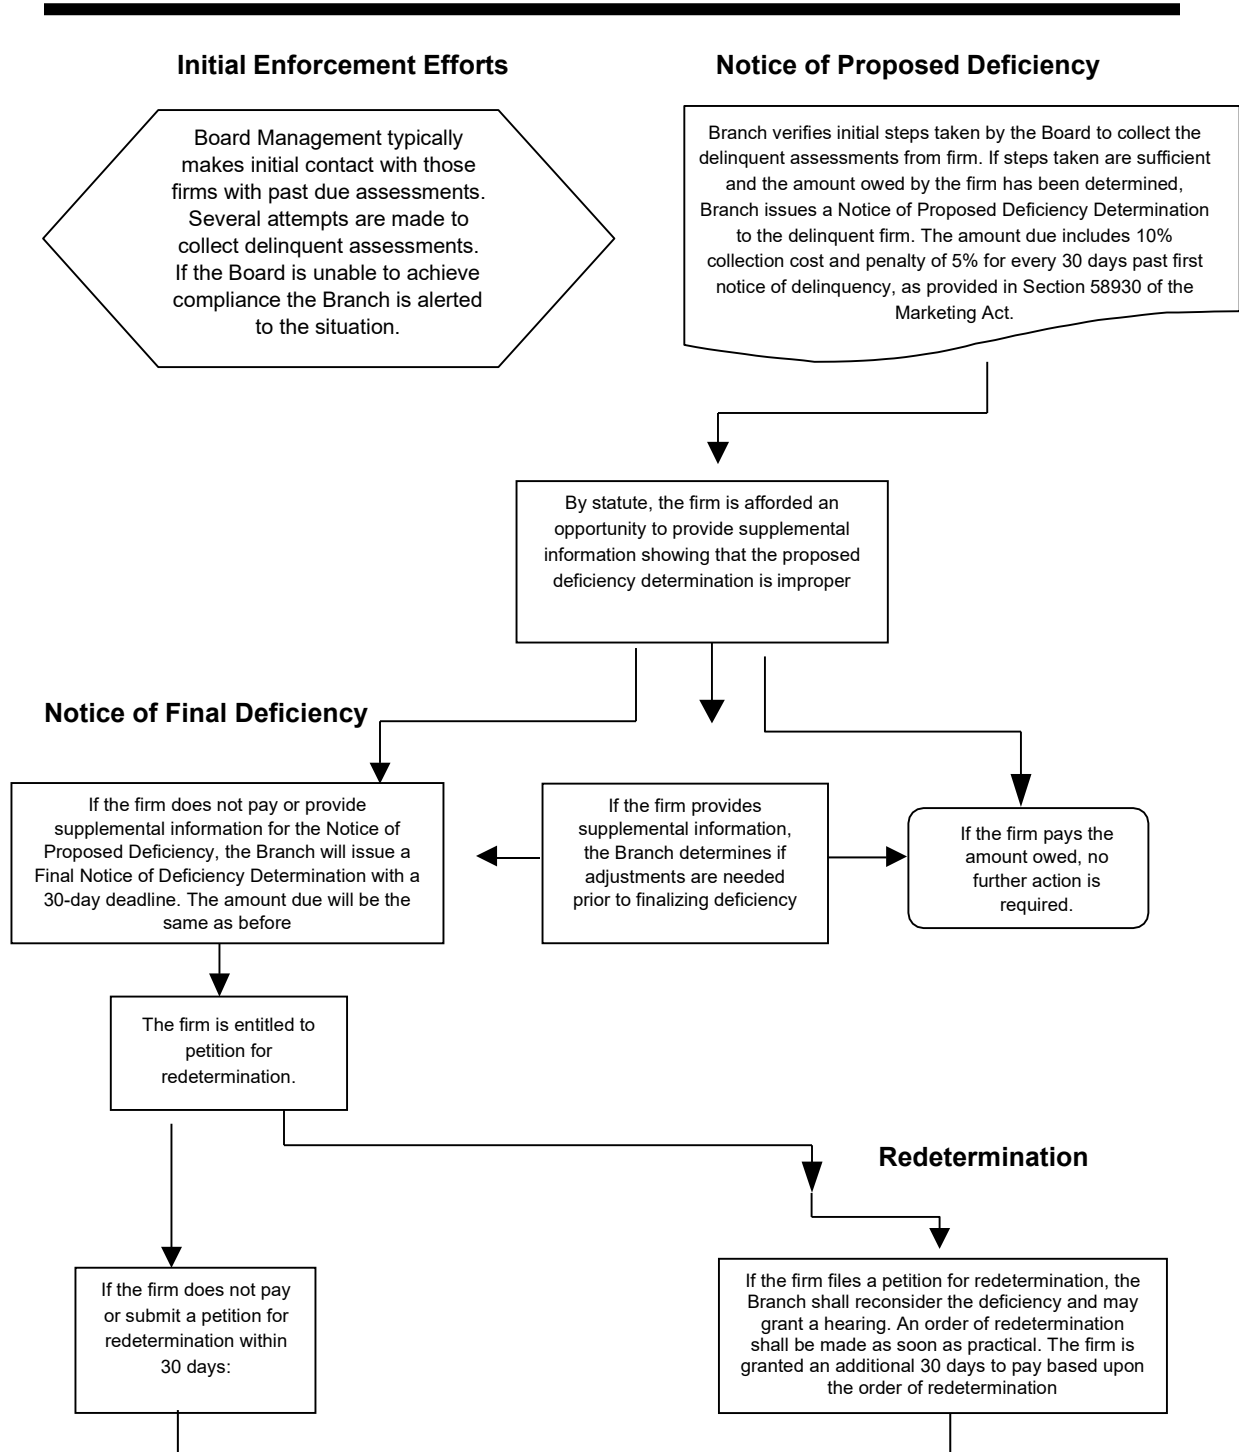 Initial Enforcement Efforts
Notice of Proposed Deficiency
Board Management typically
makes initial contact with those
firms with past due assessments.
Several attempts are made to
collect delinquent assessments.
If the Board is unable to achieve
compliance the Branch is alerted
to the situation.
Branch verifies initial steps taken by the Board to collect the
delinquent assessments from firm. If steps taken are sufficient
and the amount owed by the firm has been determined,
Branch issues a Notice of Proposed Deficiency Determination
to the delinquent firm. The amount due includes 10%
collection cost and penalty of 5% for every 30 days past first
notice of delinquency, as provided in Section 58930 of the
Marketing Act.
By statute, the firm is afforded an
opportunity to provide supplemental
information showing that the proposed
deficiency determination is improper
Notice of Final Deficiency
If the firm does not pay or provide
supplemental information for the Notice of
Proposed Deficiency, the Branch will issue a
Final Notice of Deficiency Determination with a
30-day deadline. The amount due will be the
same as before
If the firm provides
supplemental information,
the Branch determines if
adjustments are needed
prior to finalizing deficiency
If the firm pays the
amount owed, no
further action is
required.
The firm is entitled to
petition for
redetermination.
Redetermination
If the firm does not pay
or submit a petition for
redetermination within
30 days:
If the firm files a petition for redetermination, the
Branch shall reconsider the deficiency and may
grant a hearing. An order of redetermination
shall be made as soon as practical. The firm is
granted an additional 30 days to pay based upon
the order of redetermination